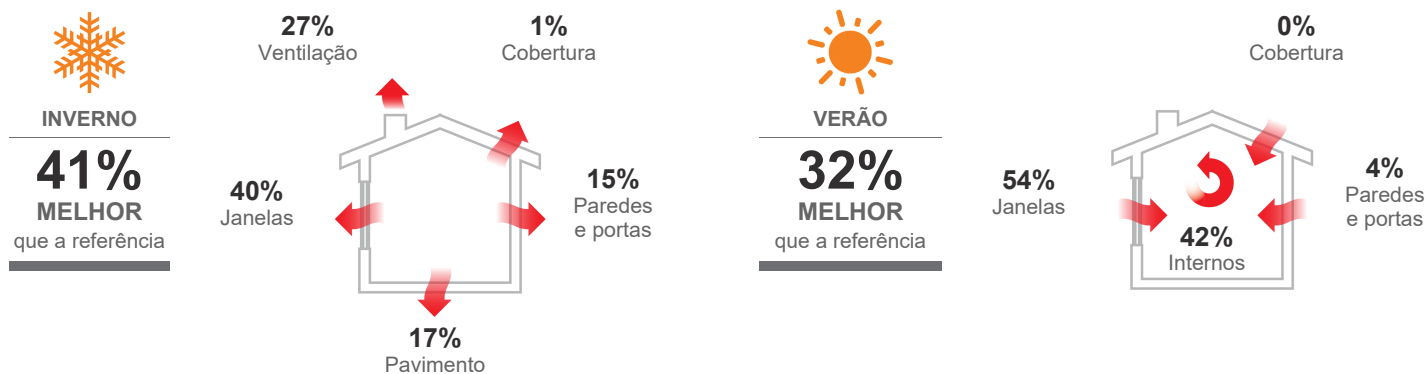 INVERNO
41%
MELHOR
que a referência
27%
Ventilação
1%
Cobertura
40%
Janelas
15%
Paredes
e portas
17%
Pavimento
VERÃO
32%
MELHOR
que a referência
0%
Cobertura
54%
Janelas
4%
Paredes
e portas
42%
Internos